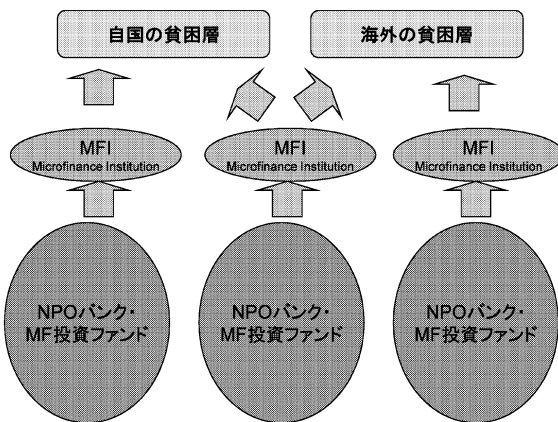 自国の貧困層
海外の貧困層
MFI
Microfinance Institution
MFI
Microfinance Institution
MFI
Microfinance Institution
NPOバンク・
MF投資ファンド
NPOバンク・
MF投資ファンド
NPOバンク・
MF投資ファンド